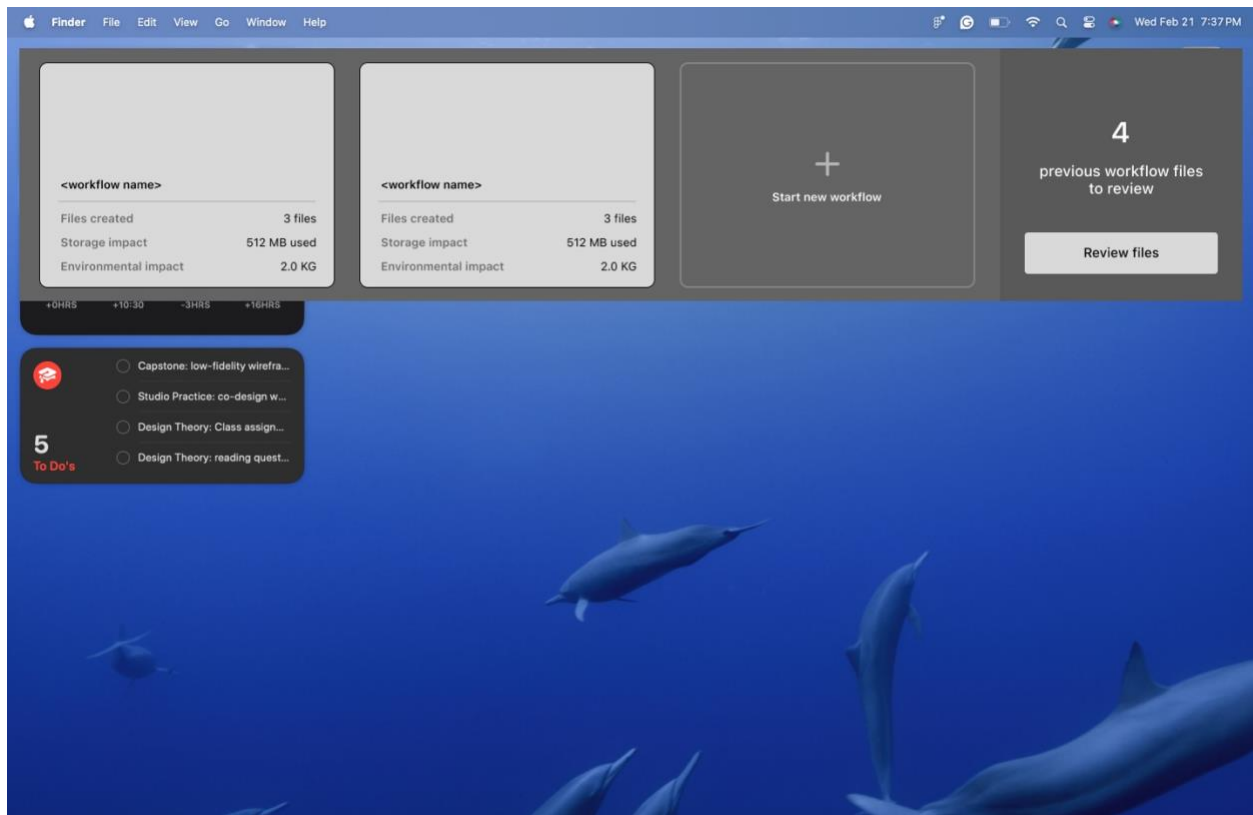 Finder File Edit View Go Window Help
Wed Feb 21 7:37 PM
<workflow name>
Files created 3 files
Storage impact 512 MB used
Environmental impact 2.0 KG
<workflow name>
Files created 3 files
Storage impact 512 MB used
Environmental impact 2.0 KG
+
Start new workflow
4
previous workflow files
to review
Review files
+0HRS +10:30 -3HRS +16HRS
Capstone: low-fidelity wirefra...
Studio Practice: co-design w...
Design Theory: Class assign...
Design Theory: reading quest...
5
To Do's